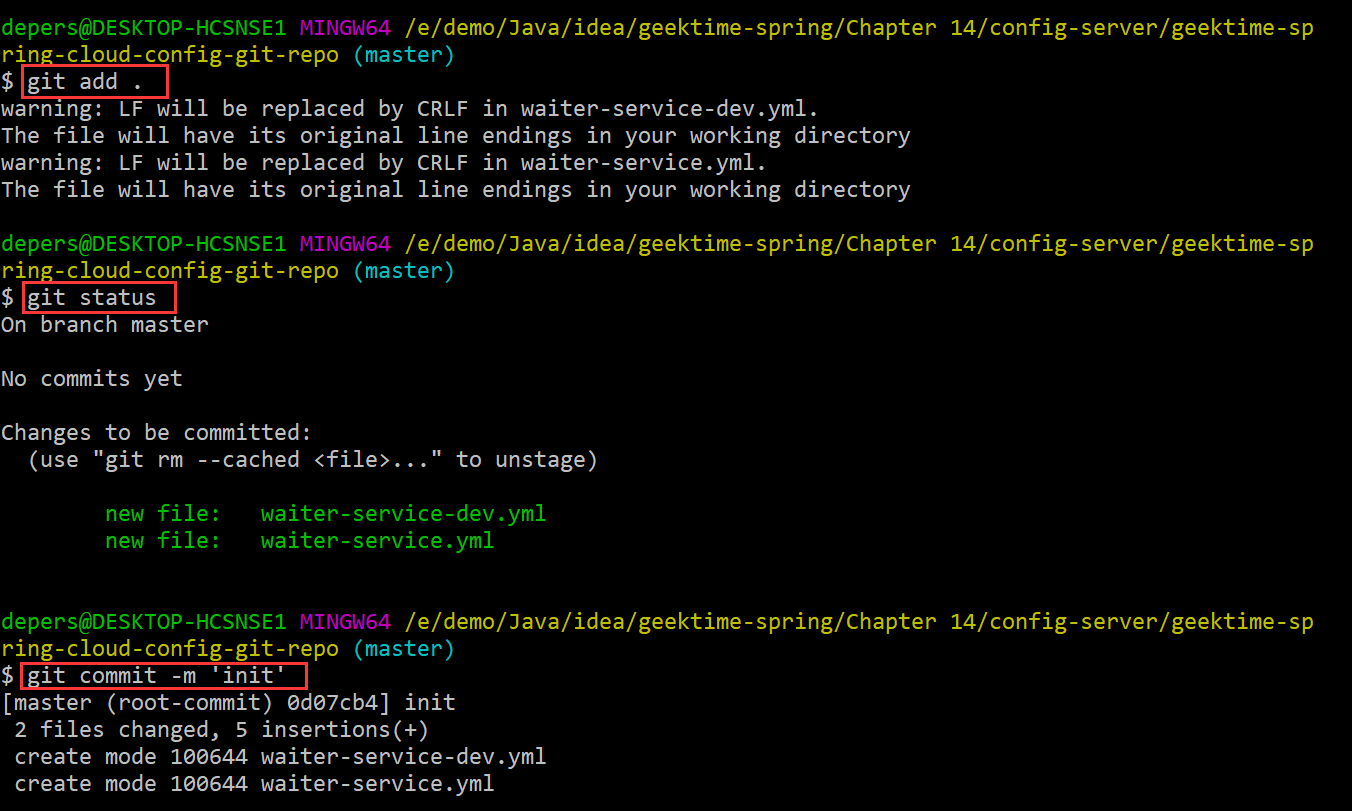 depers@DESKTOP-HCSNSE1 MINGW64 /e/demo/Java/idea/geektime-spring/Chapter 14/config-server/geektime-sp
ring-cloud-config-git-repo (master)
$ git add .
warning: LF will be replaced by CRLF in waiter-service-dev.yml.
The file will have its original line endings in your working directory
warning: LF will be replaced by CRLF in waiter-service.yml.
The file will have its original line endings in your working directory
depers@DESKTOP-HCSNSE1 MINGW64 /e/demo/Java/idea/geektime-spring/Chapter 14/config-server/geektime-sp
ring-cloud-config-git-repo (master)
$ git status
On branch master
No commits yet
Changes to be committed:
  (use "git rm --cached <file>..." to unstage)
        new file:   waiter-service-dev.yml
        new file:   waiter-service.yml
depers@DESKTOP-HCSNSE1 MINGW64 /e/demo/Java/idea/geektime-spring/Chapter 14/config-server/geektime-sp
ring-cloud-config-git-repo (master)
$ git commit -m 'init'
[master (root-commit) 0d07cb4] init
 2 files changed, 5 insertions(+)
 create mode 100644 waiter-service-dev.yml
 create mode 100644 waiter-service.yml